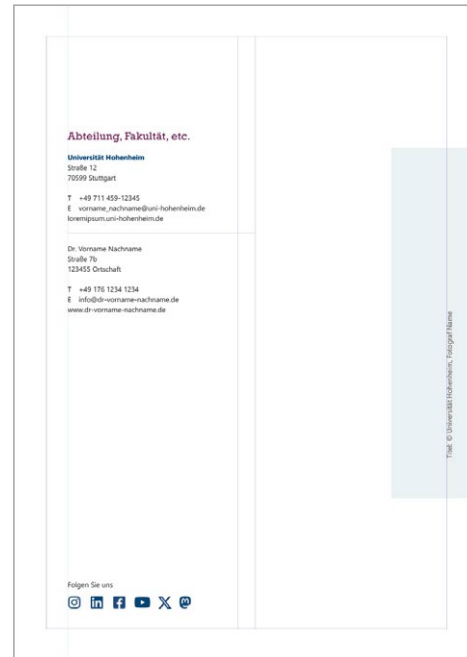 Abteilung, Fakultät, etc.
Universität Hohenheim
Straße 12
70599 Stuttgart
T +49 711 459-12345
E vorname_nachname@uni-hohenheim.de
loremipsum.uni-hohenheim.de
Dr. Vorname Nachname
Straße 7b
123455 Ortschaft
T +49 176 1234 1234
E info@dr-vorname-nachname.de
www.dr-vorname-nachname.de
Titel: © Universität Hohenheim, Fotograf Name
Folgen Sie uns